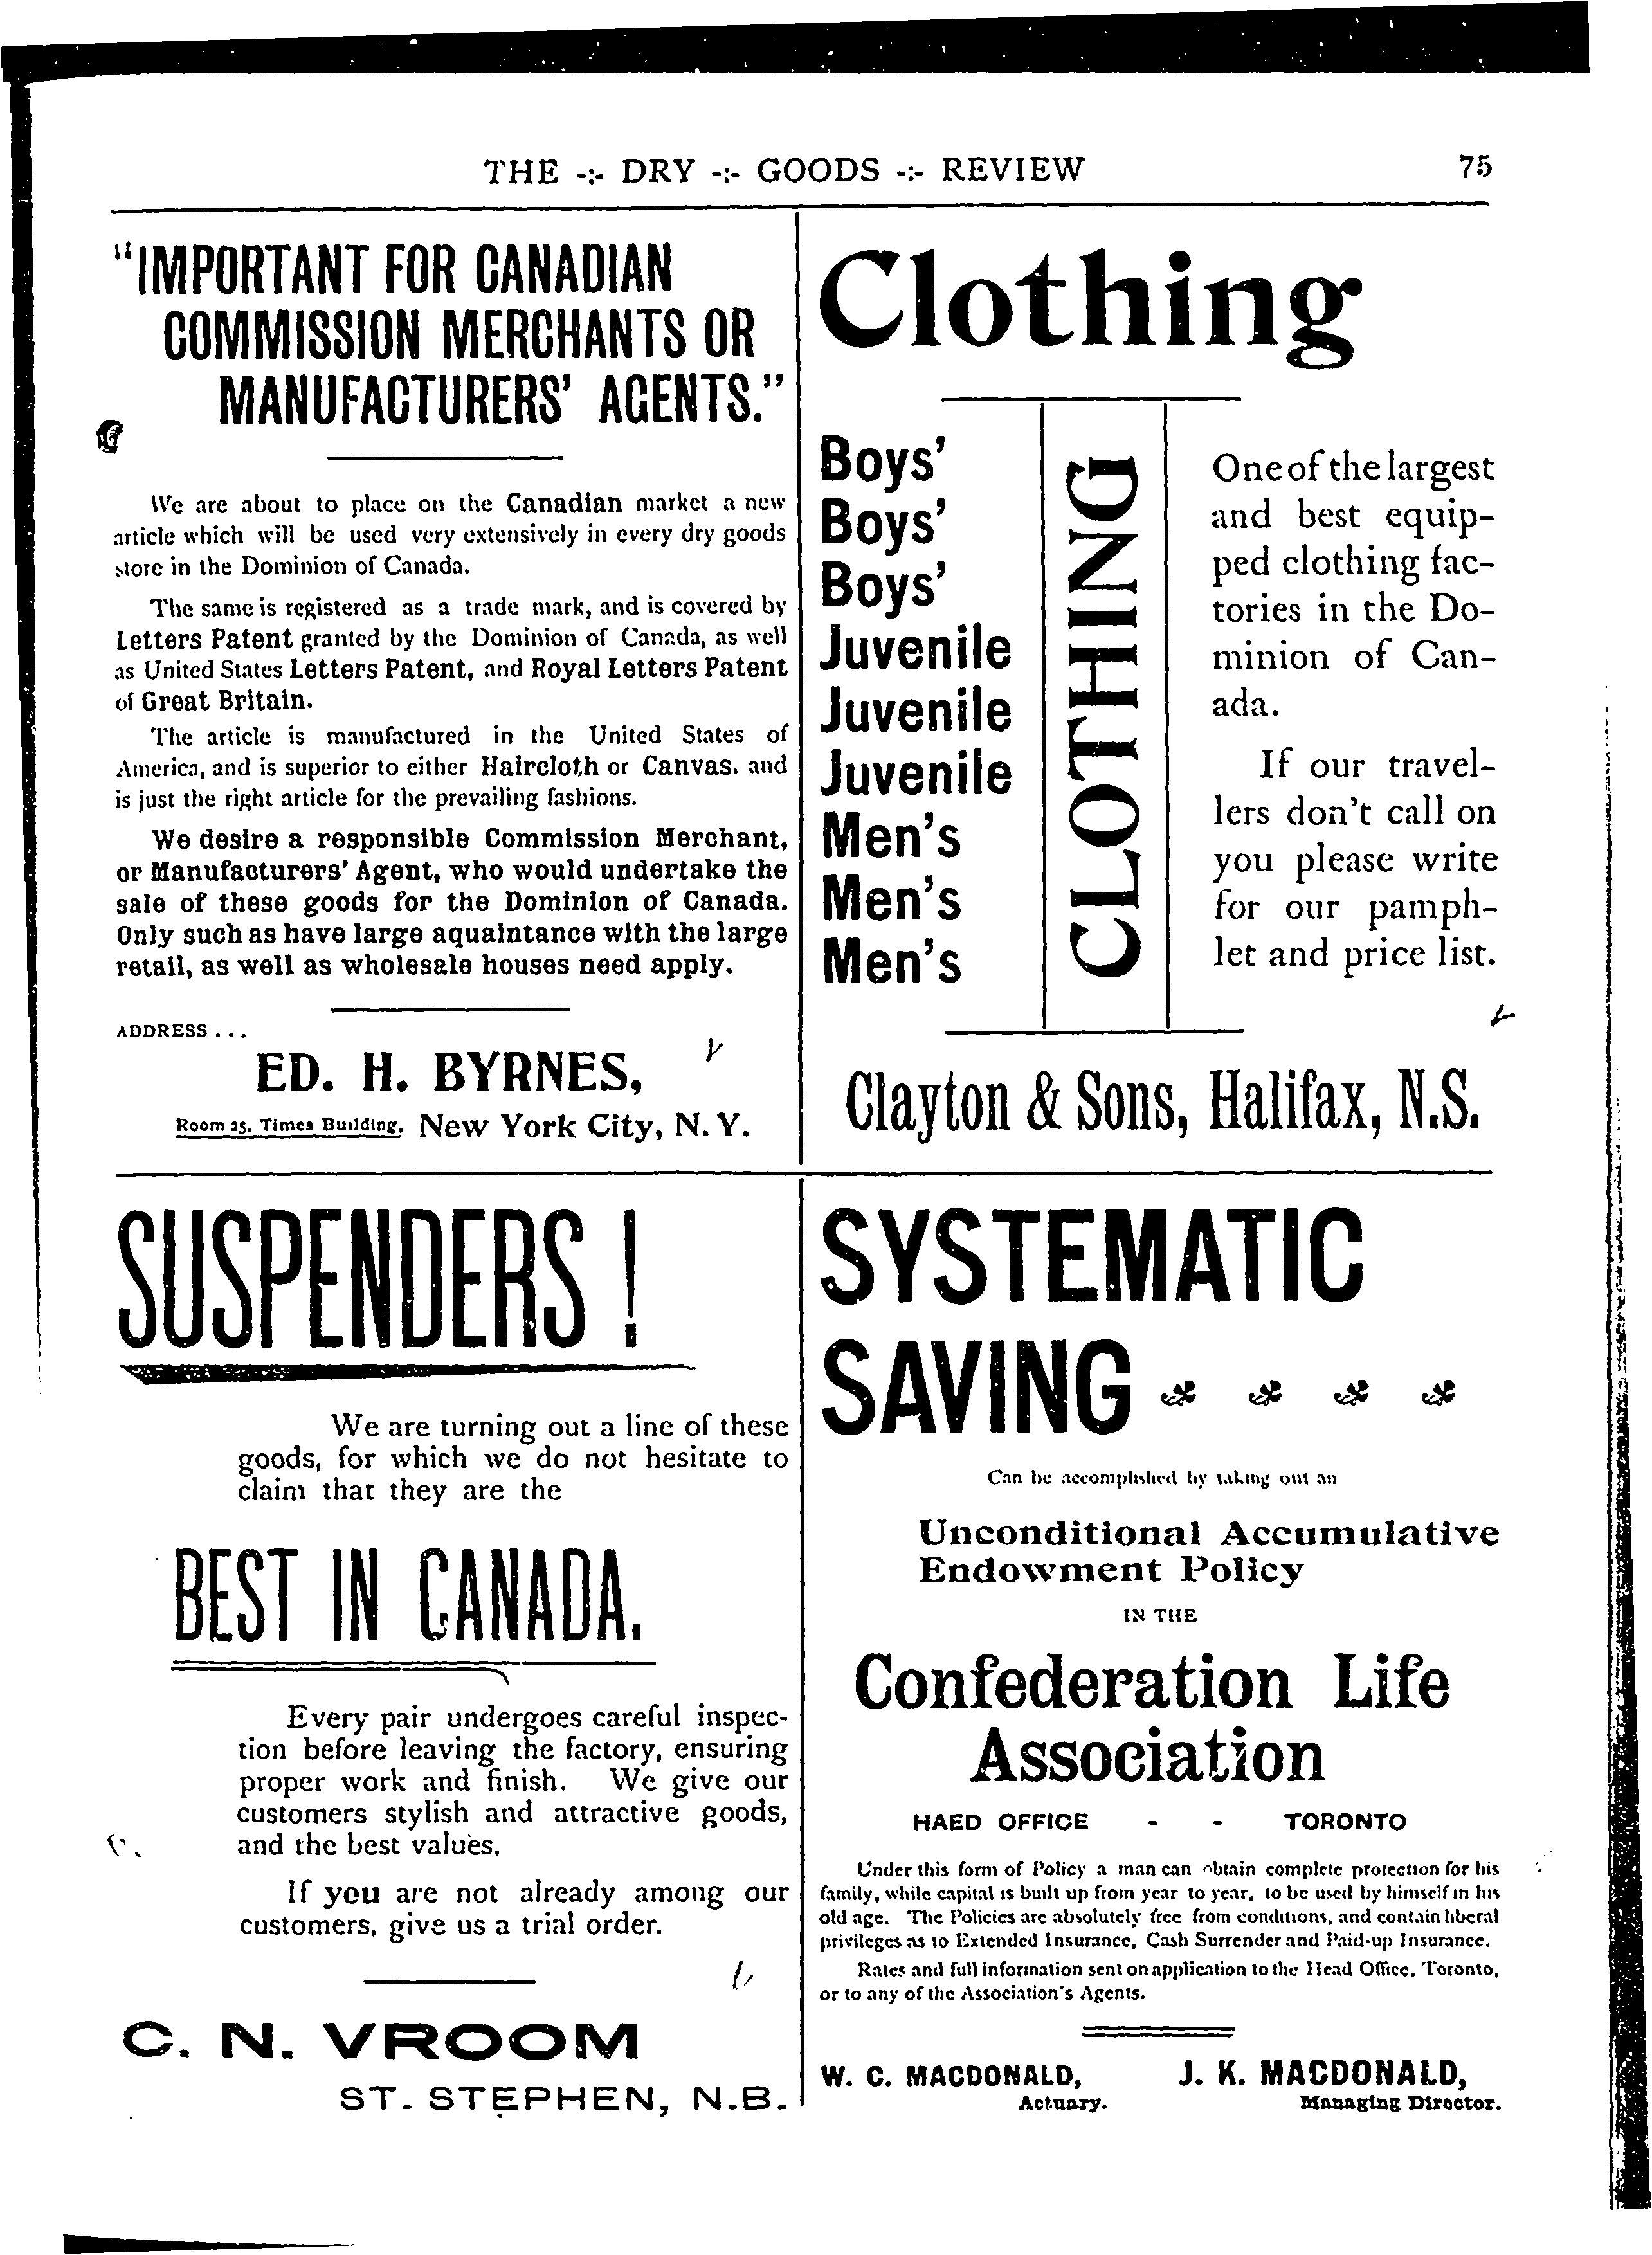 THE -:- DRY -:- GOODS -:- REVIEW 75
"IMPORTANT FOR CANADIAN
COMMISSION MERCHANTS OR
MANUFACTURERS' AGENTS."
We are about to place on the Canadian market a new
article which will be used very extensively in every dry goods
store in the Dominion of Canada.
The same is registered as a trade mark, and is covered by
Letters Patent granted by the Dominion of Canada, as well
as United States Letters Patent, and Royal Letters Patent
of Great Britain.
The article is manufactured in the United States of
America, and is superior to either Haircloth or Canvas, and
is just the right article for the prevailing fashions.
We desire a responsible Commission Merchant,
or Manufacturers' Agent, who would undertake the
sale of these goods for the Dominion of Canada.
Only such as have large aquaintance with the large
retail, as well as wholesale houses need apply.
ADDRESS . . .
ED. H. BYRNES,
Room 25, Times Building, New York City, N. Y.
Clothing
Boys'
Boys'
Boys'
Juvenile
Juvenile
Juvenile
Men's
Men's
Men's
CLOTHING
One of the largest
and best equip-
ped clothing fac-
tories in the Do-
minion of Can-
ada.
If our travel-
lers don't call on
you please write
for our pamph-
let and price list.
Clayton & Sons, Halifax, N.S.
SUSPENDERS !
We are turning out a line of these
goods, for which we do not hesitate to
claim that they are the
BEST IN CANADA.
Every pair undergoes careful inspec-
tion before leaving the factory, ensuring
proper work and finish. We give our
customers stylish and attractive goods,
and the best values.
If you are not already among our
customers, give us a trial order.
C. N. VROOM
ST. STEPHEN, N.B.
SYSTEMATIC
SAVING
Can be accomplished by taking out an
Unconditional Accumulative
Endowment Policy
IN THE
Confederation Life
Association
HAED OFFICE - - TORONTO
Under this form of Policy a man can obtain complete protection for his
family, while capital is built up from year to year, to be used by himself in his
old age. The Policies are absolutely free from conditions, and contain liberal
privileges as to Extended Insurance, Cash Surrender and Paid-up Insurance.
Rates and full information sent on application to the Head Office, Toronto,
or to any of the Association's Agents.
W. C. MACDONALD, J. K. MACDONALD,
Actuary. Managing Director.